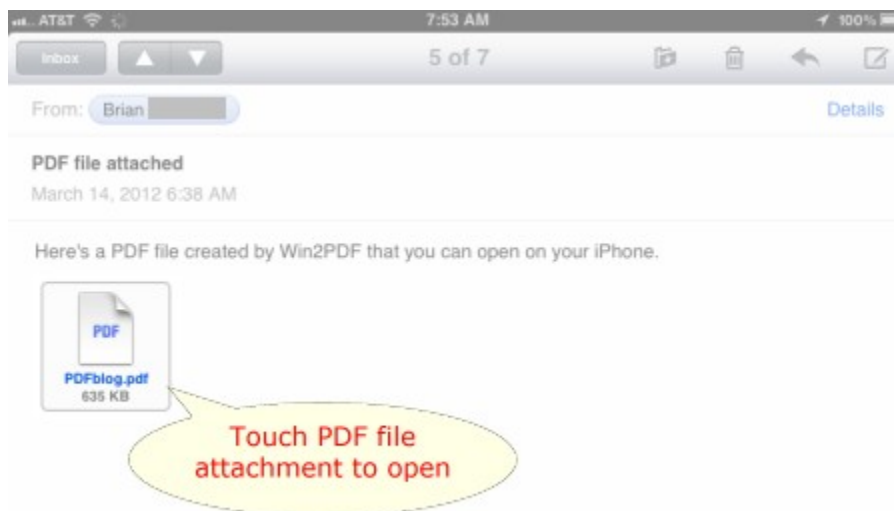 AT&T 7:53 AM 100%
Inbox 5 of 7
From: Brian Details
PDF file attached
March 14, 2012 6:38 AM
Here's a PDF file created by Win2PDF that you can open on your iPhone.
PDF
PDFblog.pdf
635 KB
Touch PDF file
attachment to open